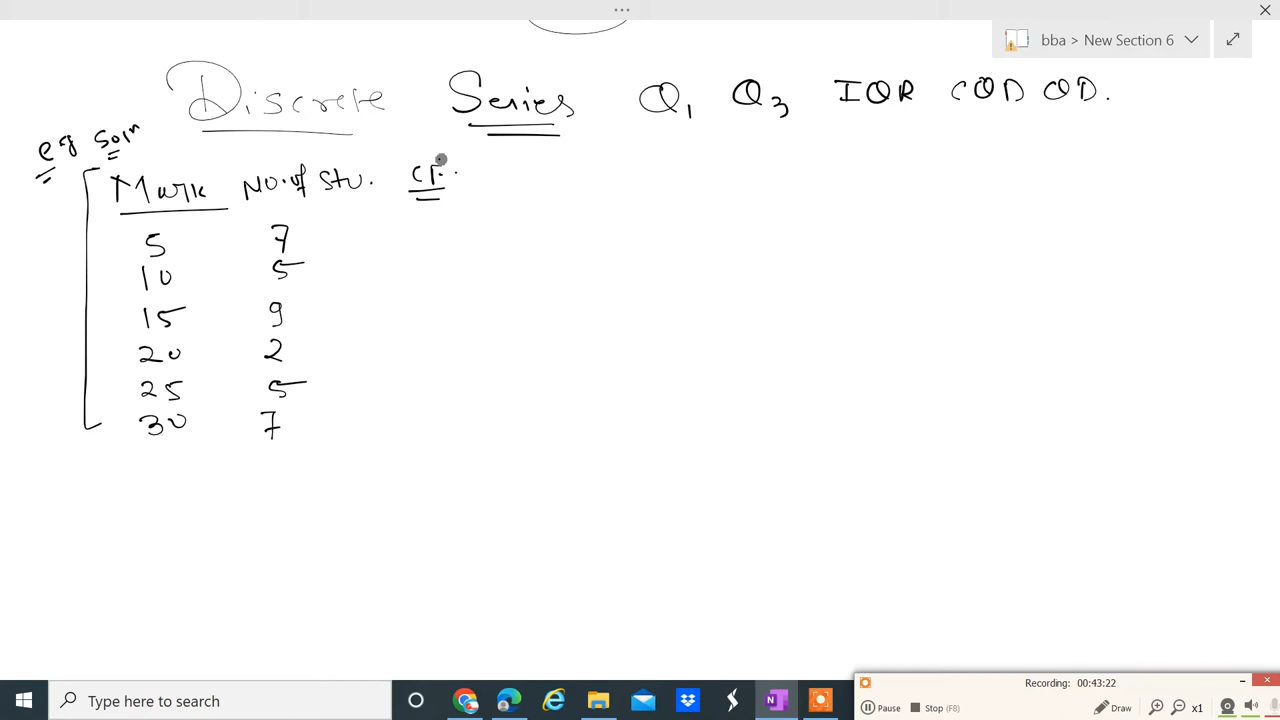 bba > New Section 6
Discrete Series Q1 Q3 IQR COD QD.
eg Soln
Mark No. of Stu. CF.
5 7
10 5
15 9
20 2
25 5
30 7
Type here to search
Recording: 00:43:22
Pause Stop (F8) Draw x1